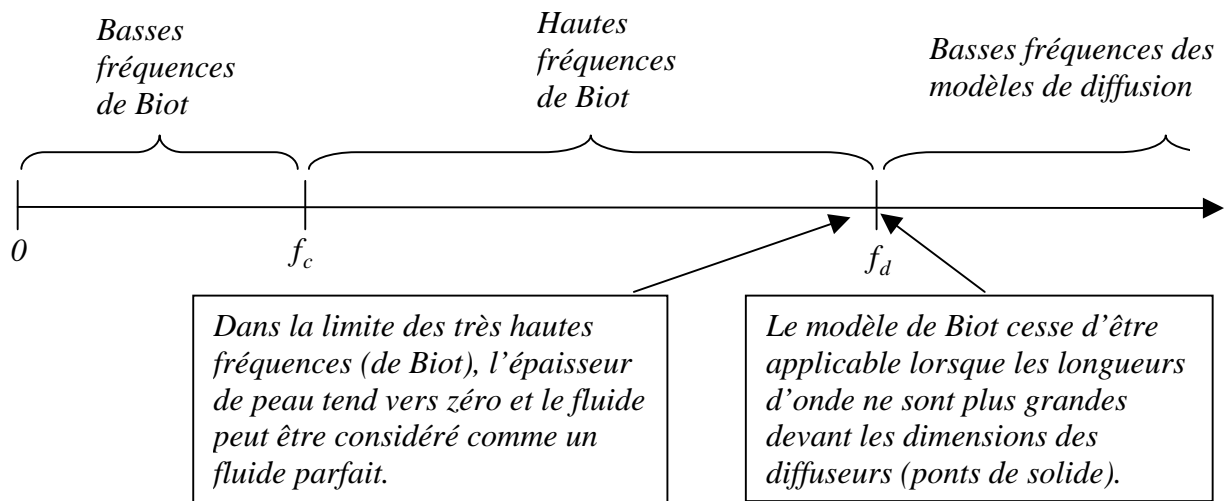 Basses
fréquences
de Biot
Hautes
fréquences
de Biot
Basses fréquences des
modèles de diffusion
0
f_c
f_d
Dans la limite des très hautes
fréquences (de Biot), l’épaisseur
de peau tend vers zéro et le fluide
peut être considéré comme un
fluide parfait.
Le modèle de Biot cesse d’être
applicable lorsque les longueurs
d’onde ne sont plus grandes
devant les dimensions des
diffuseurs (ponts de solide).